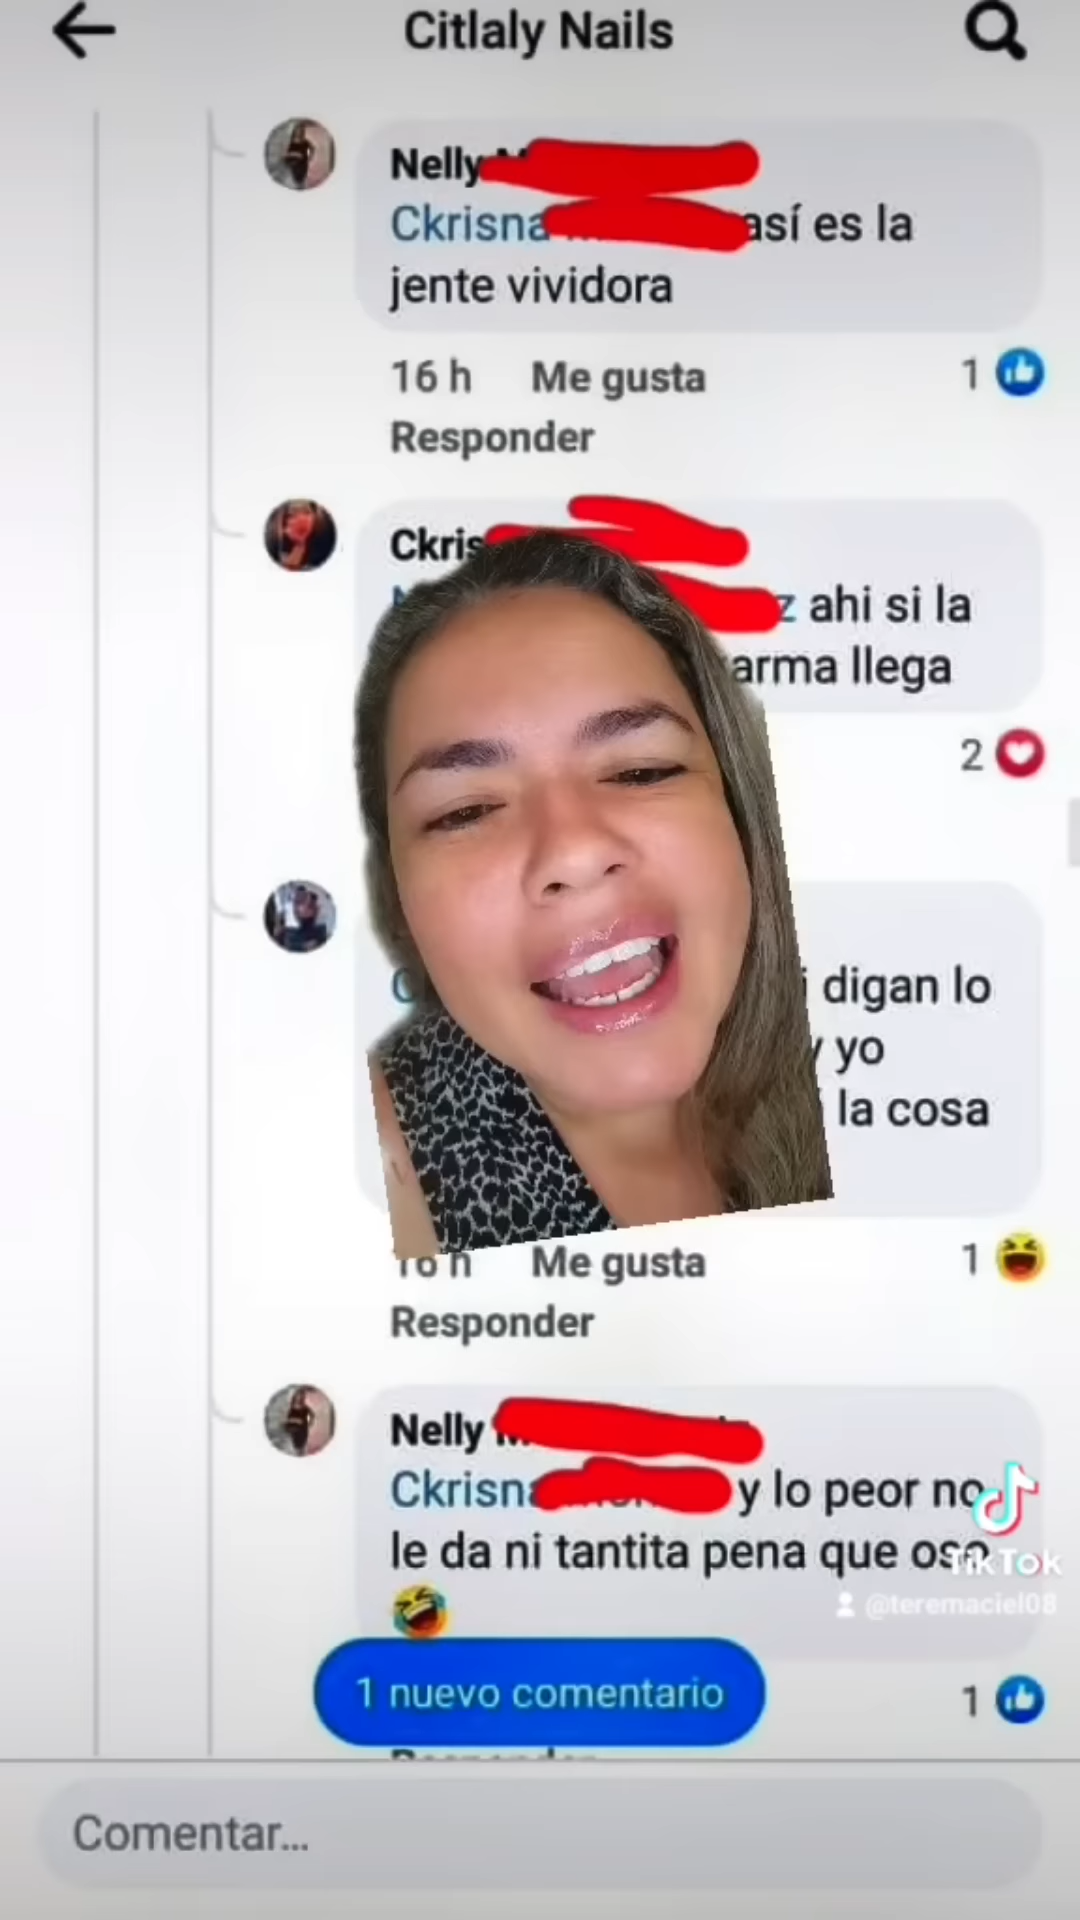 Citlaly Nails
Nelly
Ckrisna así es la
jente vividora
16 h Me gusta 1
Responder
Ckris
z ahi si la
arma llega
2
digan lo
yo
la cosa
16 h Me gusta 1
Responder
Nelly
Ckrisna y lo peor no
le da ni tantita pena que oso
TikTok
@teremaciel08
1 nuevo comentario 1
Responder
Comentar...